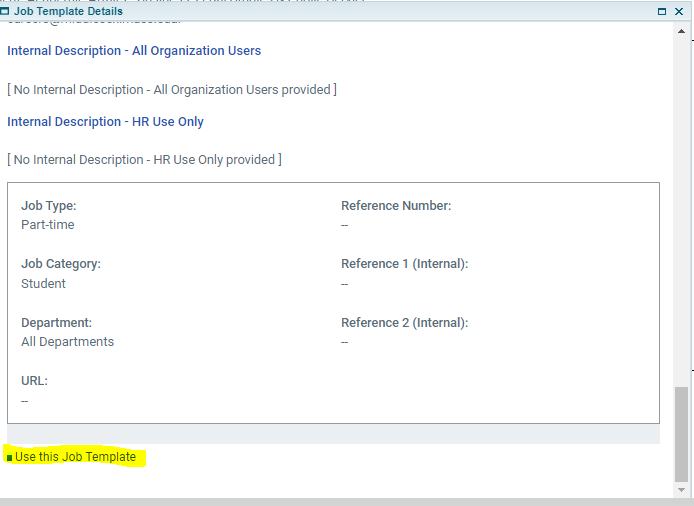 Job Template Details
Internal Description - All Organization Users
[ No Internal Description - All Organization Users provided ]
Internal Description - HR Use Only
[ No Internal Description - HR Use Only provided ]
Job Type:
Part-time
Reference Number:
--
Job Category:
Student
Reference 1 (Internal):
--
Department:
All Departments
Reference 2 (Internal):
--
URL:
--
Use this Job Template